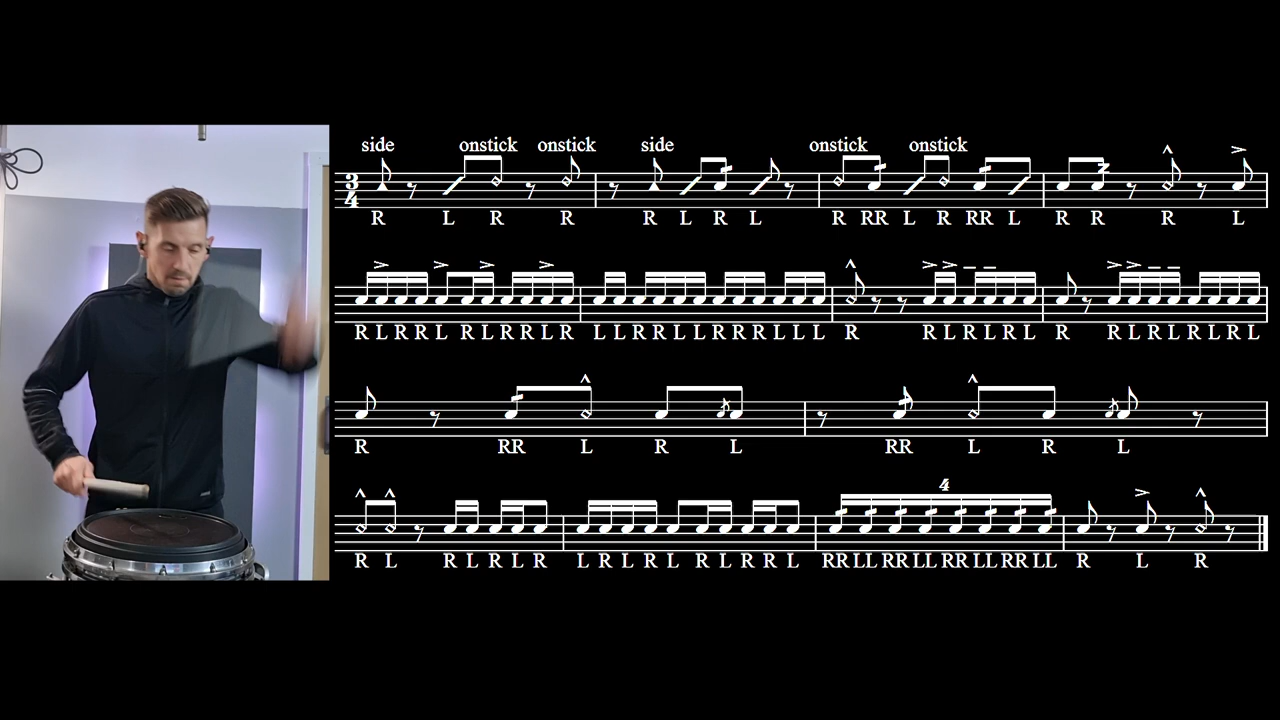 side onstick onstick side onstick onstick
3
4
R L R R R L R L R RR L R RR L R R R L
R L R R L R L R R L R L L R R L L R R R L L L R R L R L R L R R L R L R L R L
R RR L R L RR L R L
4
R L R L R L R L R L R L R L R R L RR LL RR LL RR LL RR LL R L R